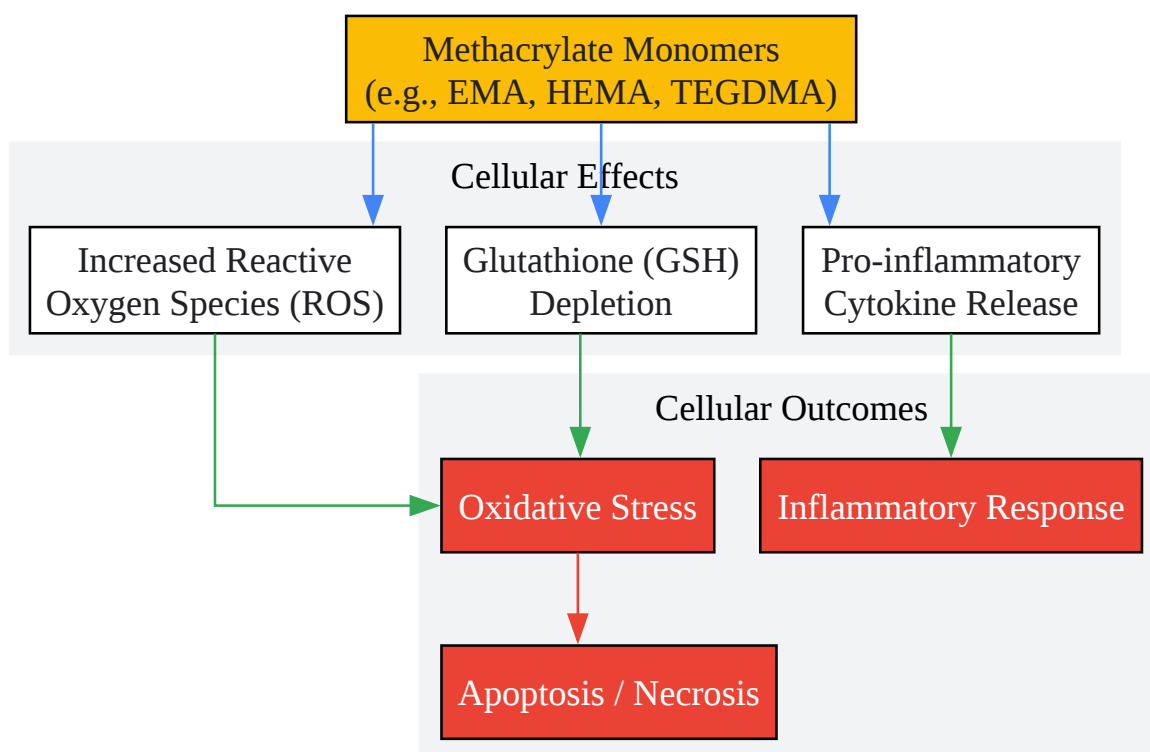 Methacrylate Monomers
(e.g., EMA, HEMA, TEGDMA)
Cellular Effects
Increased Reactive
Oxygen Species (ROS)
Glutathione (GSH)
Depletion
Pro-inflammatory
Cytokine Release
Cellular Outcomes
Oxidative Stress
Inflammatory Response
Apoptosis / Necrosis